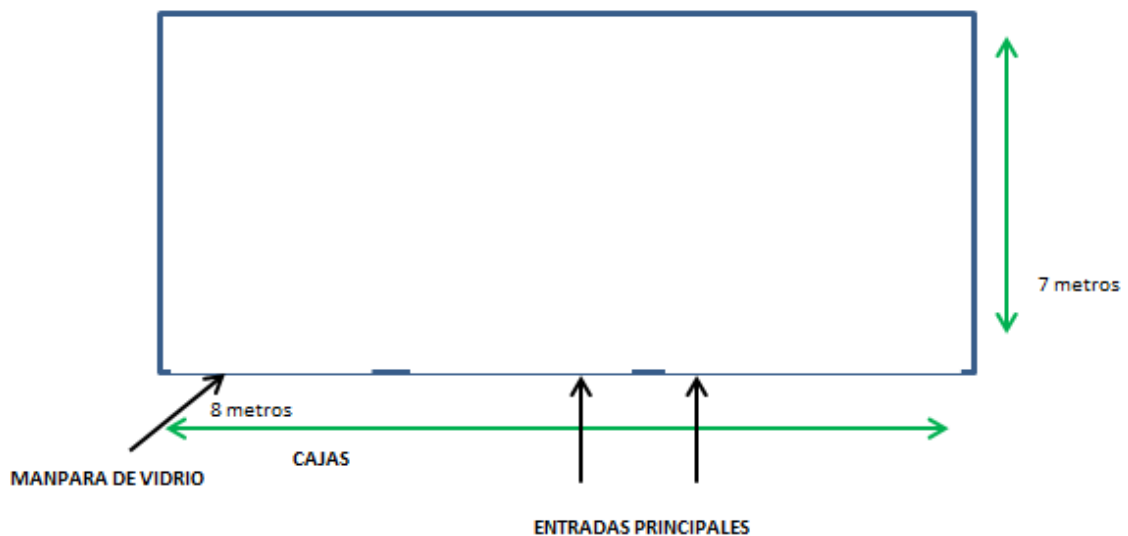 7 metros
8 metros
CAJAS
MANPARA DE VIDRIO
ENTRADAS PRINCIPALES